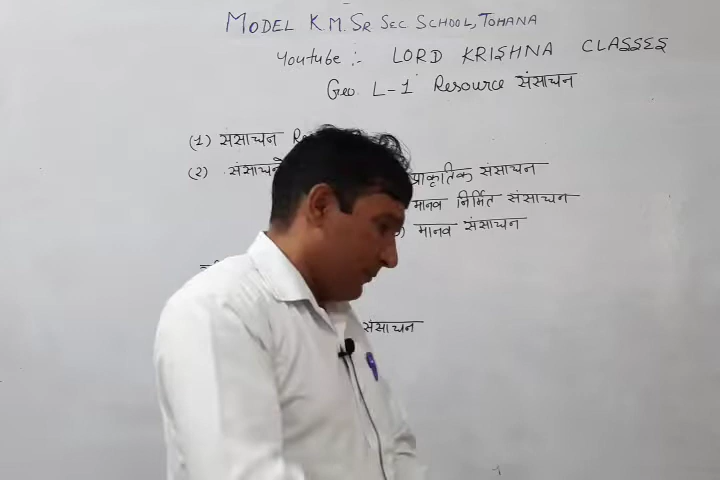 MODEL K.M. SR SEC SCHOOL, TOHANA
Youtube :- LORD KRISHNA CLASSES
Geo. L-1 Resource संसाधन
(1) संसाधन
(2) संसाधन प्राकृतिक संसाधन
मानव निर्मित संसाधन
मानव संसाधन
संसाधन